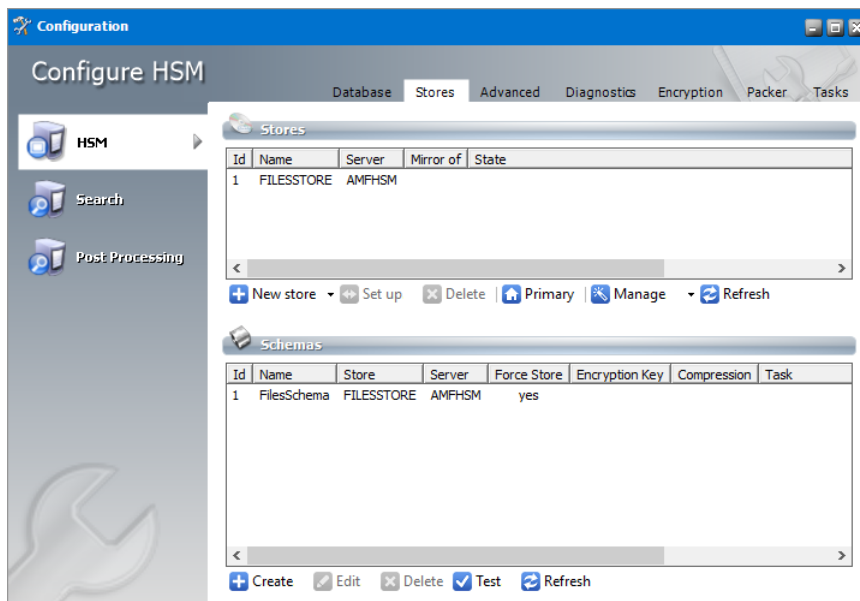 Configuration
Configure HSM
Database Stores Advanced Diagnostics Encryption Packer Tasks
HSM
Search
Post Processing
Stores
Id Name Server Mirror of State
1 FILESSTORE AMFHSM
New store Set up Delete Primary Manage Refresh
Schemas
Id Name Store Server Force Store Encryption Key Compression Task
1 FilesSchema FILESSTORE AMFHSM yes
Create Edit Delete Test Refresh